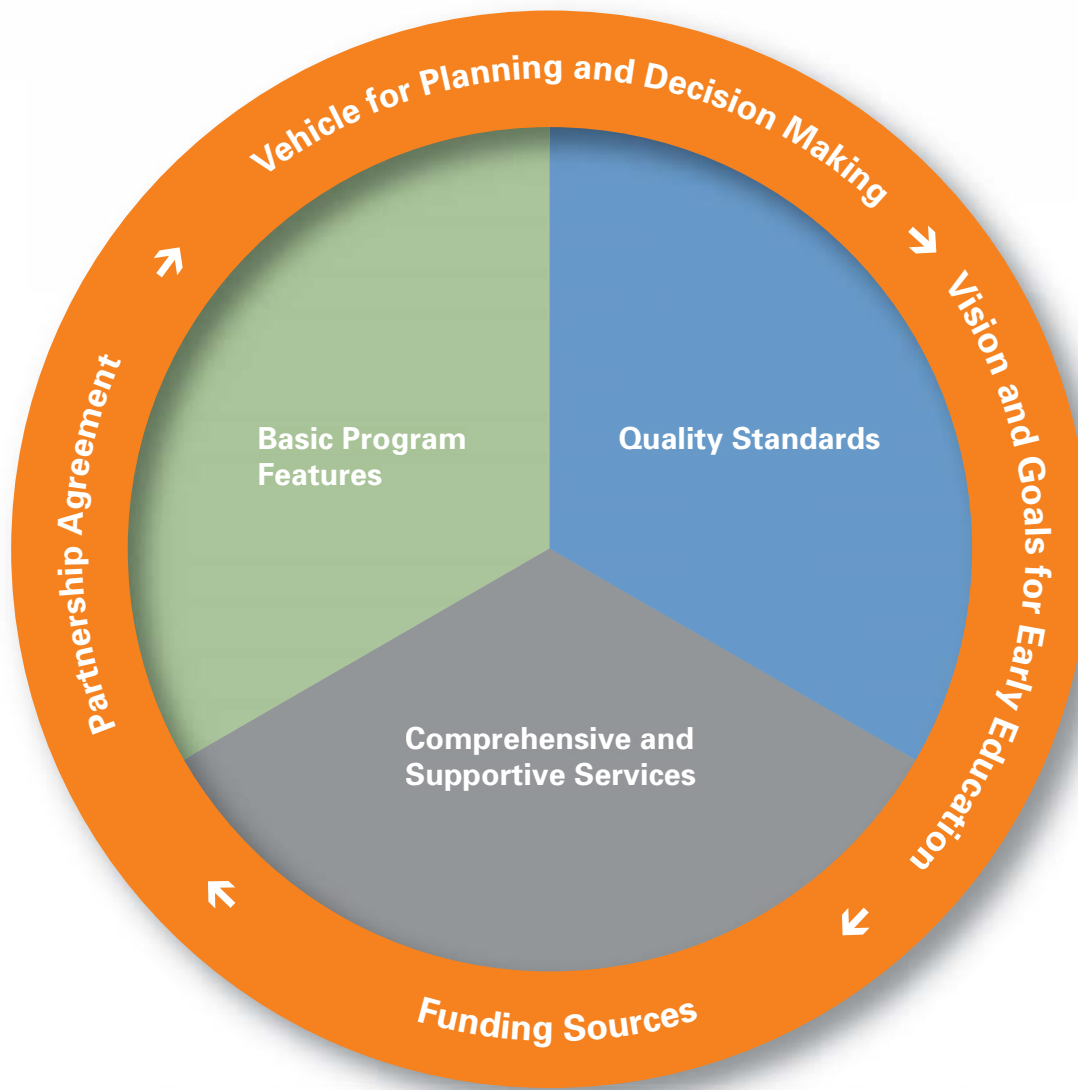 Vehicle for Planning and Decision Making
Vision and Goals for Early Education
Funding Sources
Partnership Agreement
Basic Program
Features
Quality Standards
Comprehensive and
Supportive Services